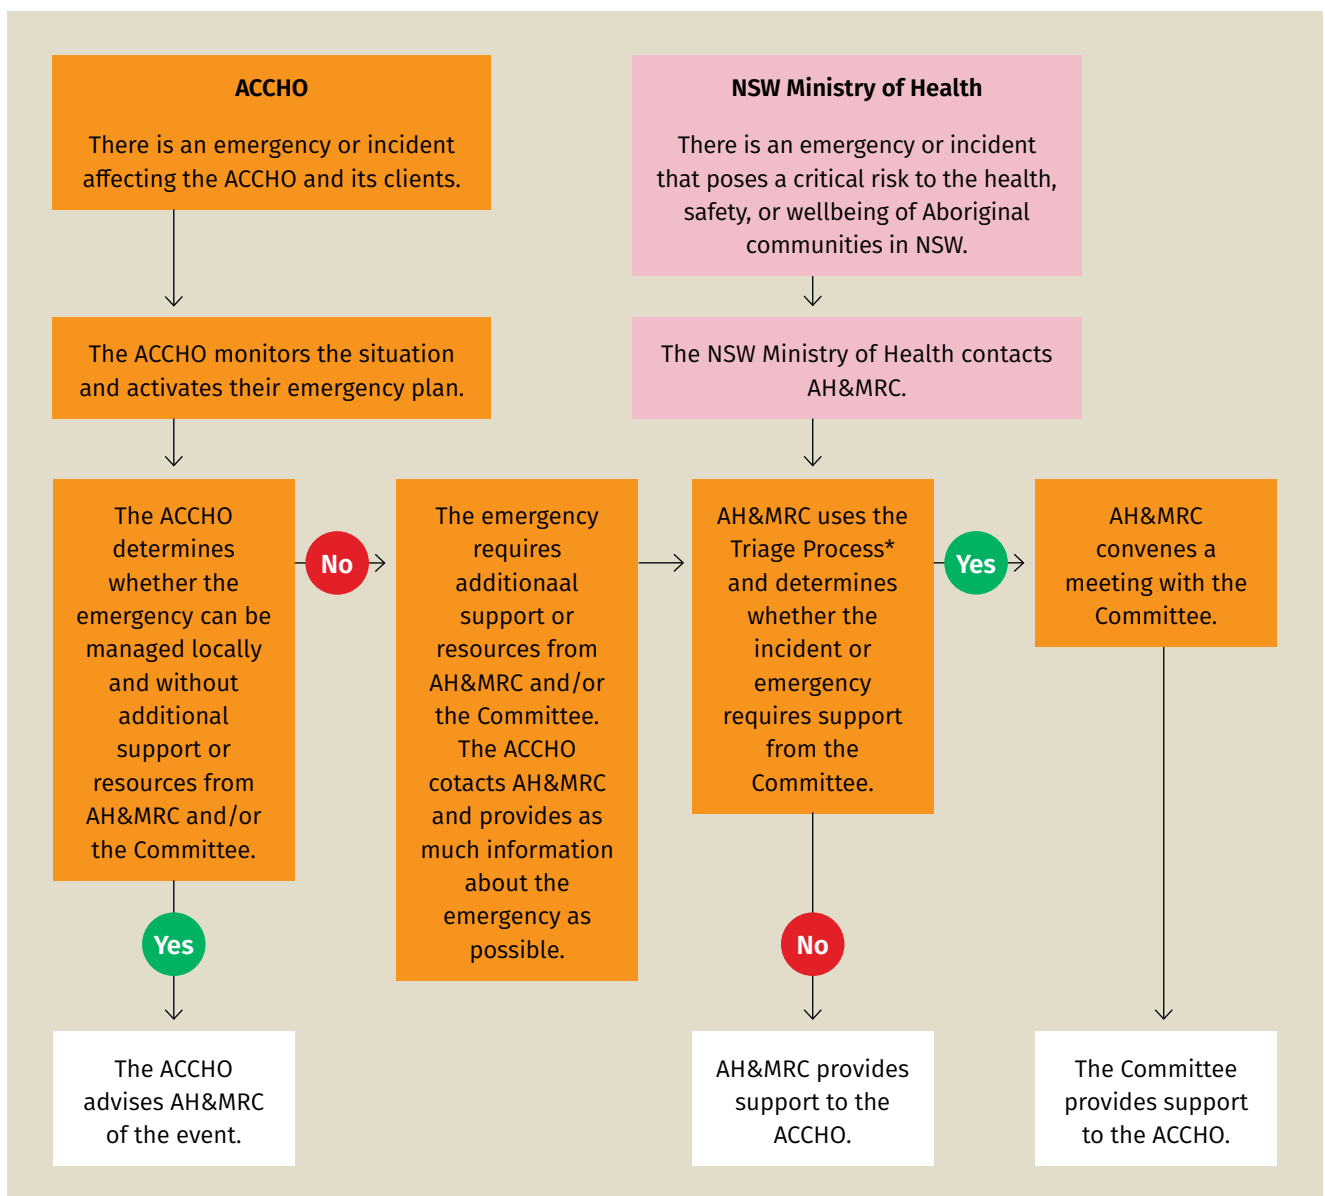 ACCHO
There is an emergency or incident
affecting the ACCHO and its clients.
NSW Ministry of Health
There is an emergency or incident
that poses a critical risk to the health,
safety, or wellbeing of Aboriginal
communities in NSW.
The ACCHO monitors the situation
and activates their emergency plan.
The NSW Ministry of Health contacts
AH&MRC.
The ACCHO
determines
whether the
emergency can be
managed locally
and without
additional
support or
resources from
AH&MRC and/or
the Committee.
No
The emergency
requires
additionaal
support or
resources from
AH&MRC and/or
the Committee.
The ACCHO
cotacts AH&MRC
and provides as
much information
about the
emergency as
possible.
AH&MRC uses the
Triage Process*
and determines
whether the
incident or
emergency
requires support
from the
Committee.
Yes
AH&MRC
convenes a
meeting with the
Committee.
Yes
No
The ACCHO
advises AH&MRC
of the event.
AH&MRC provides
support to the
ACCHO.
The Committee
provides support
to the ACCHO.